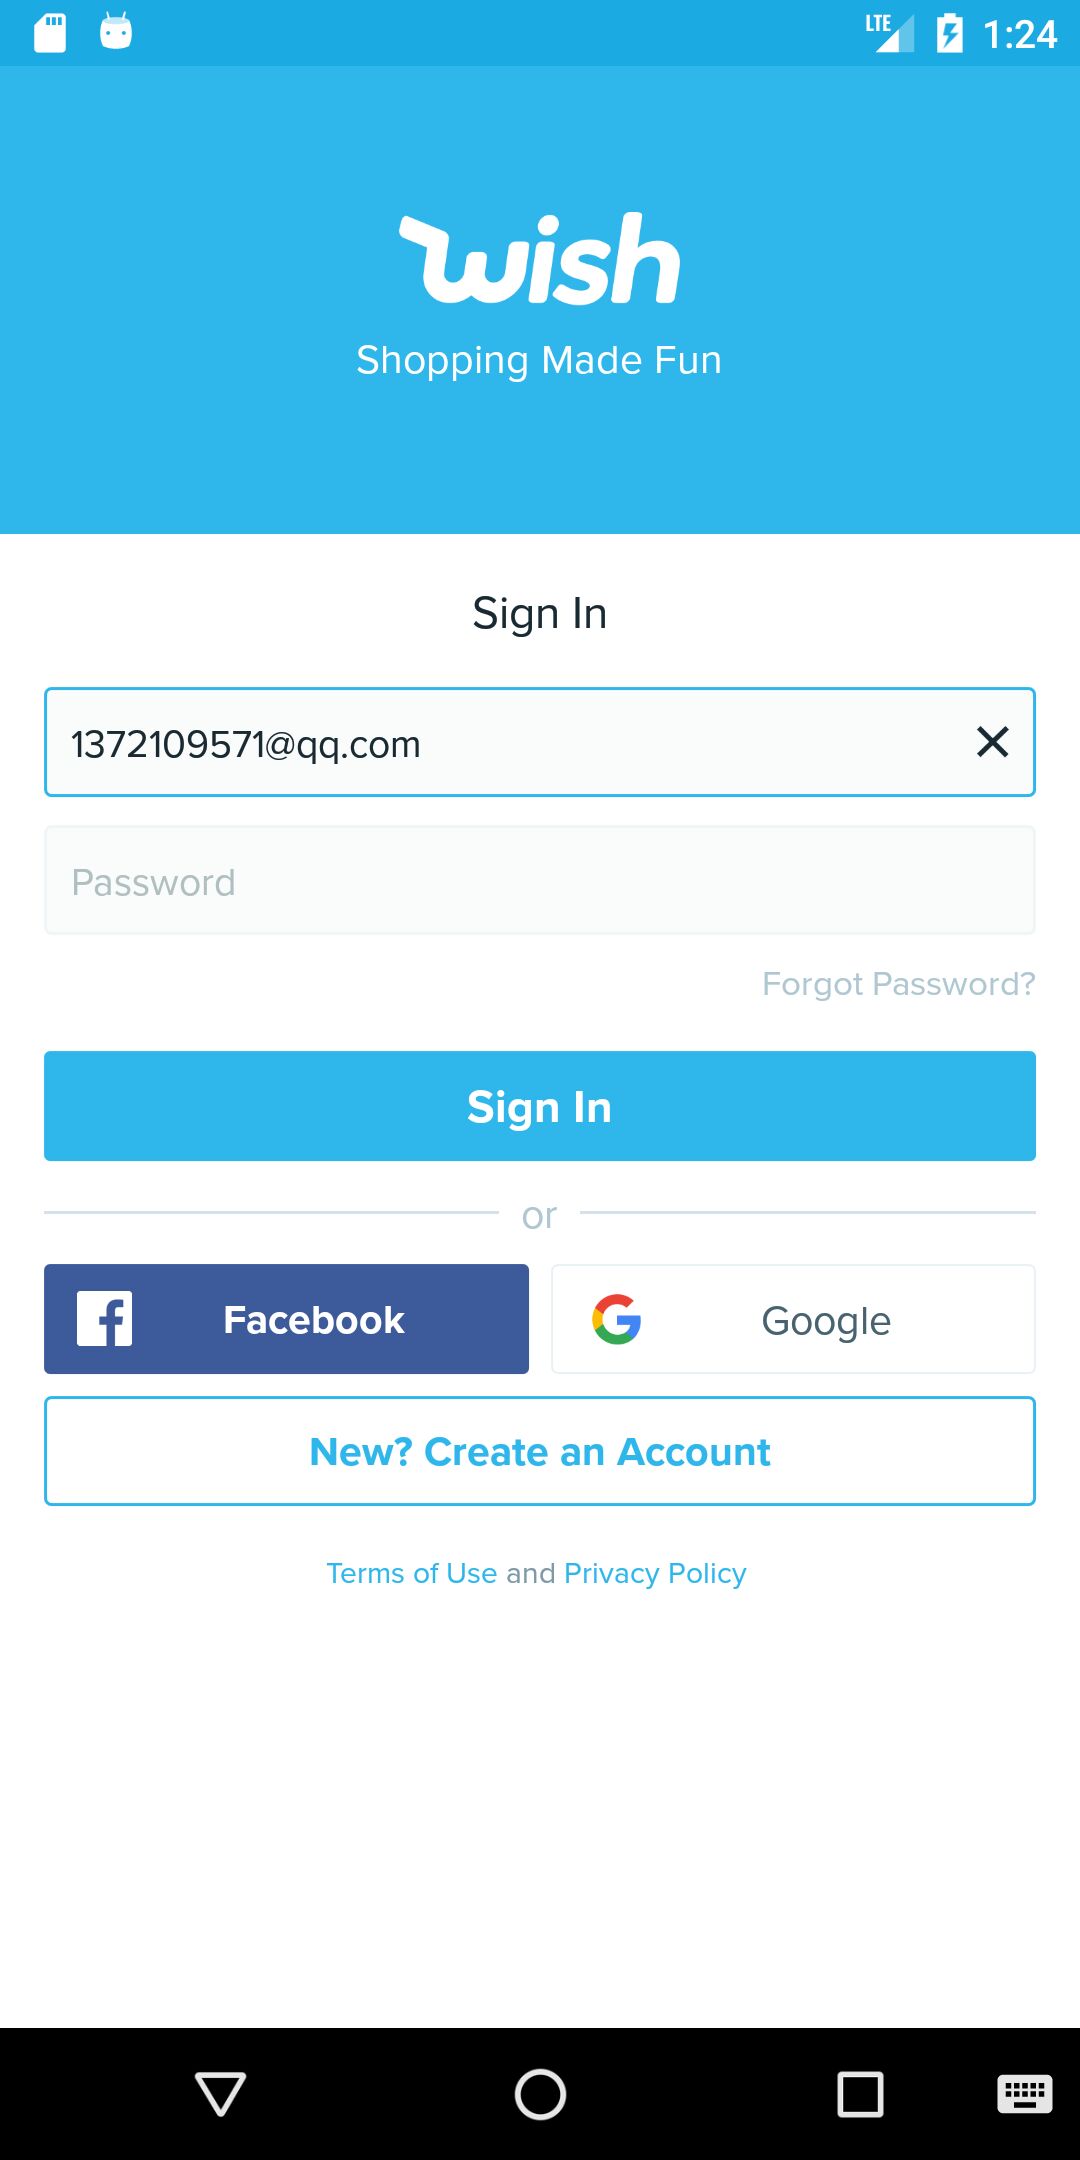 LTE 1:24
wish
Shopping Made Fun
Sign In
1372109571@qq.com
Password
Forgot Password?
Sign In
or
Facebook
Google
New? Create an Account
Terms of Use and Privacy Policy